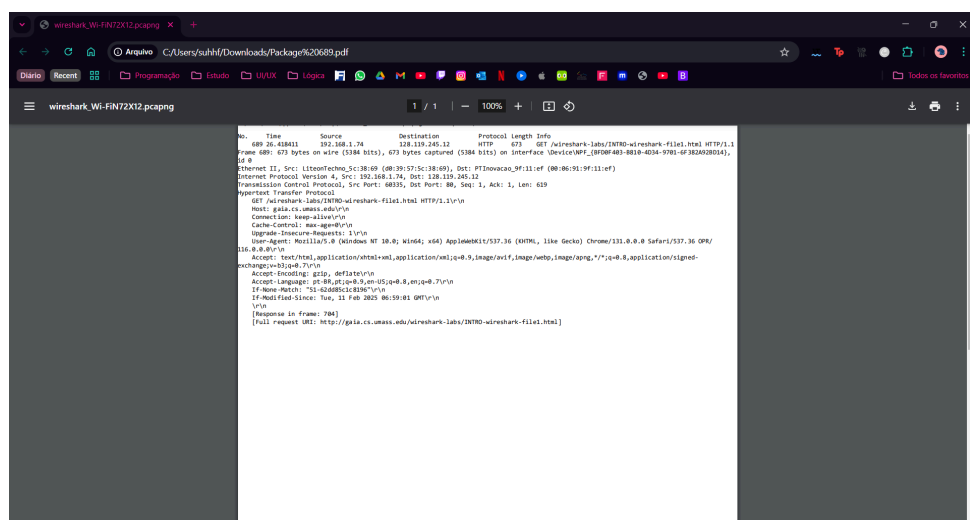 wireshark_Wi-FiN72X12.pcapng
Arquivo C:/Users/suhhf/Downloads/Package%20689.pdf
Diário Recent Programação Estudo UI/UX Lógica Todos os favoritos
wireshark_Wi-FiN72X12.pcapng 1 / 1 100%
No. Time Source Destination Protocol Length Info
689 26.418411 192.168.1.74 128.119.245.12 HTTP 673 GET /wireshark-labs/INTRO-wireshark-file1.html HTTP/1.1
Frame 689: 673 bytes on wire (5384 bits), 673 bytes captured (5384 bits) on interface \Device\NPF_{BFD0F403-B810-4D34-9701-6F382A92BD14},
id 0
Ethernet II, Src: LiteonTechno_5c:38:69 (d0:39:57:5c:38:69), Dst: PTInovacao_9f:11:ef (00:06:91:9f:11:ef)
Internet Protocol Version 4, Src: 192.168.1.74, Dst: 128.119.245.12
Transmission Control Protocol, Src Port: 60335, Dst Port: 80, Seq: 1, Ack: 1, Len: 619
Hypertext Transfer Protocol
GET /wireshark-labs/INTRO-wireshark-file1.html HTTP/1.1\r\n
Host: gaia.cs.umass.edu\r\n
Connection: keep-alive\r\n
Cache-Control: max-age=0\r\n
Upgrade-Insecure-Requests: 1\r\n
User-Agent: Mozilla/5.0 (Windows NT 10.0; Win64; x64) AppleWebKit/537.36 (KHTML, like Gecko) Chrome/131.0.0.0 Safari/537.36 OPR/
116.0.0.0\r\n
Accept: text/html,application/xhtml+xml,application/xml;q=0.9,image/avif,image/webp,image/apng,*/*;q=0.8,application/signed-
exchange;v=b3;q=0.7\r\n
Accept-Encoding: gzip, deflate\r\n
Accept-Language: pt-BR,pt;q=0.9,en-US;q=0.8,en;q=0.7\r\n
If-None-Match: "51-62dd85c1c8196"\r\n
If-Modified-Since: Tue, 11 Feb 2025 06:59:01 GMT\r\n
\r\n
[Response in frame: 704]
[Full request URI: http://gaia.cs.umass.edu/wireshark-labs/INTRO-wireshark-file1.html]